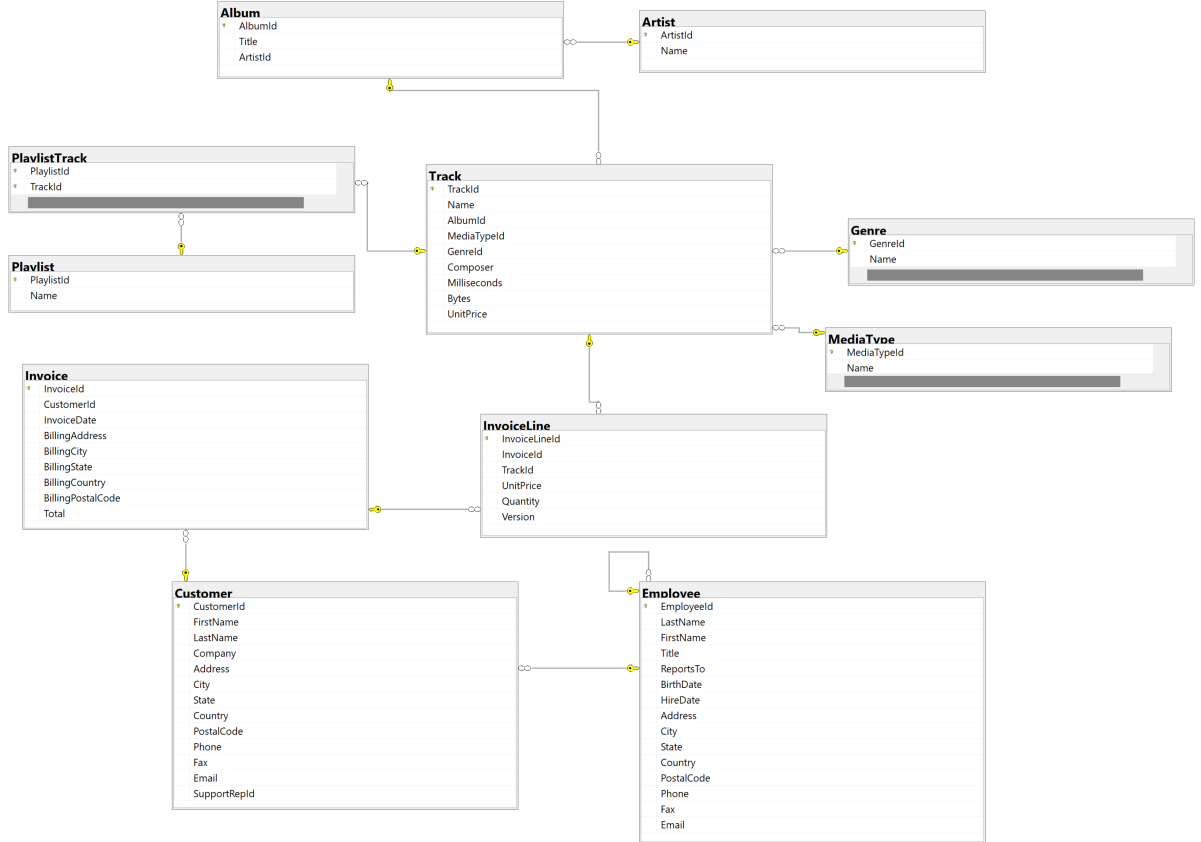 Album
AlbumId
Title
ArtistId
Artist
ArtistId
Name
PlaylistTrack
PlaylistId
TrackId
Playlist
PlaylistId
Name
Track
TrackId
Name
AlbumId
MediaTypeId
GenreId
Composer
Milliseconds
Bytes
UnitPrice
Genre
GenreId
Name
MediaType
MediaTypeId
Name
Invoice
InvoiceId
CustomerId
InvoiceDate
BillingAddress
BillingCity
BillingState
BillingCountry
BillingPostalCode
Total
InvoiceLine
InvoiceLineId
InvoiceId
TrackId
UnitPrice
Quantity
Version
Customer
CustomerId
FirstName
LastName
Company
Address
City
State
Country
PostalCode
Phone
Fax
Email
SupportRepId
Employee
EmployeeId
LastName
FirstName
Title
ReportsTo
BirthDate
HireDate
Address
City
State
Country
PostalCode
Phone
Fax
Email